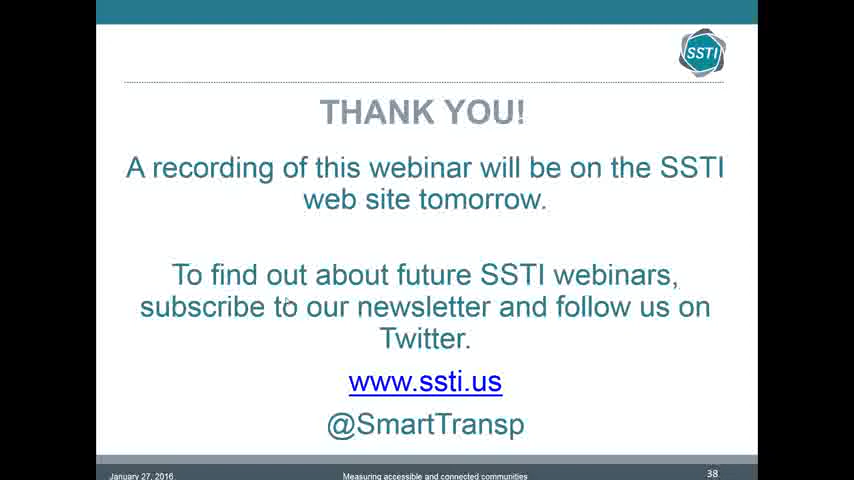 SSTI
THANK YOU!
A recording of this webinar will be on the SSTI
web site tomorrow.
To find out about future SSTI webinars,
subscribe to our newsletter and follow us on
Twitter.
www.ssti.us
@SmartTransp
January 27, 2016
Measuring accessible and connected communities
38